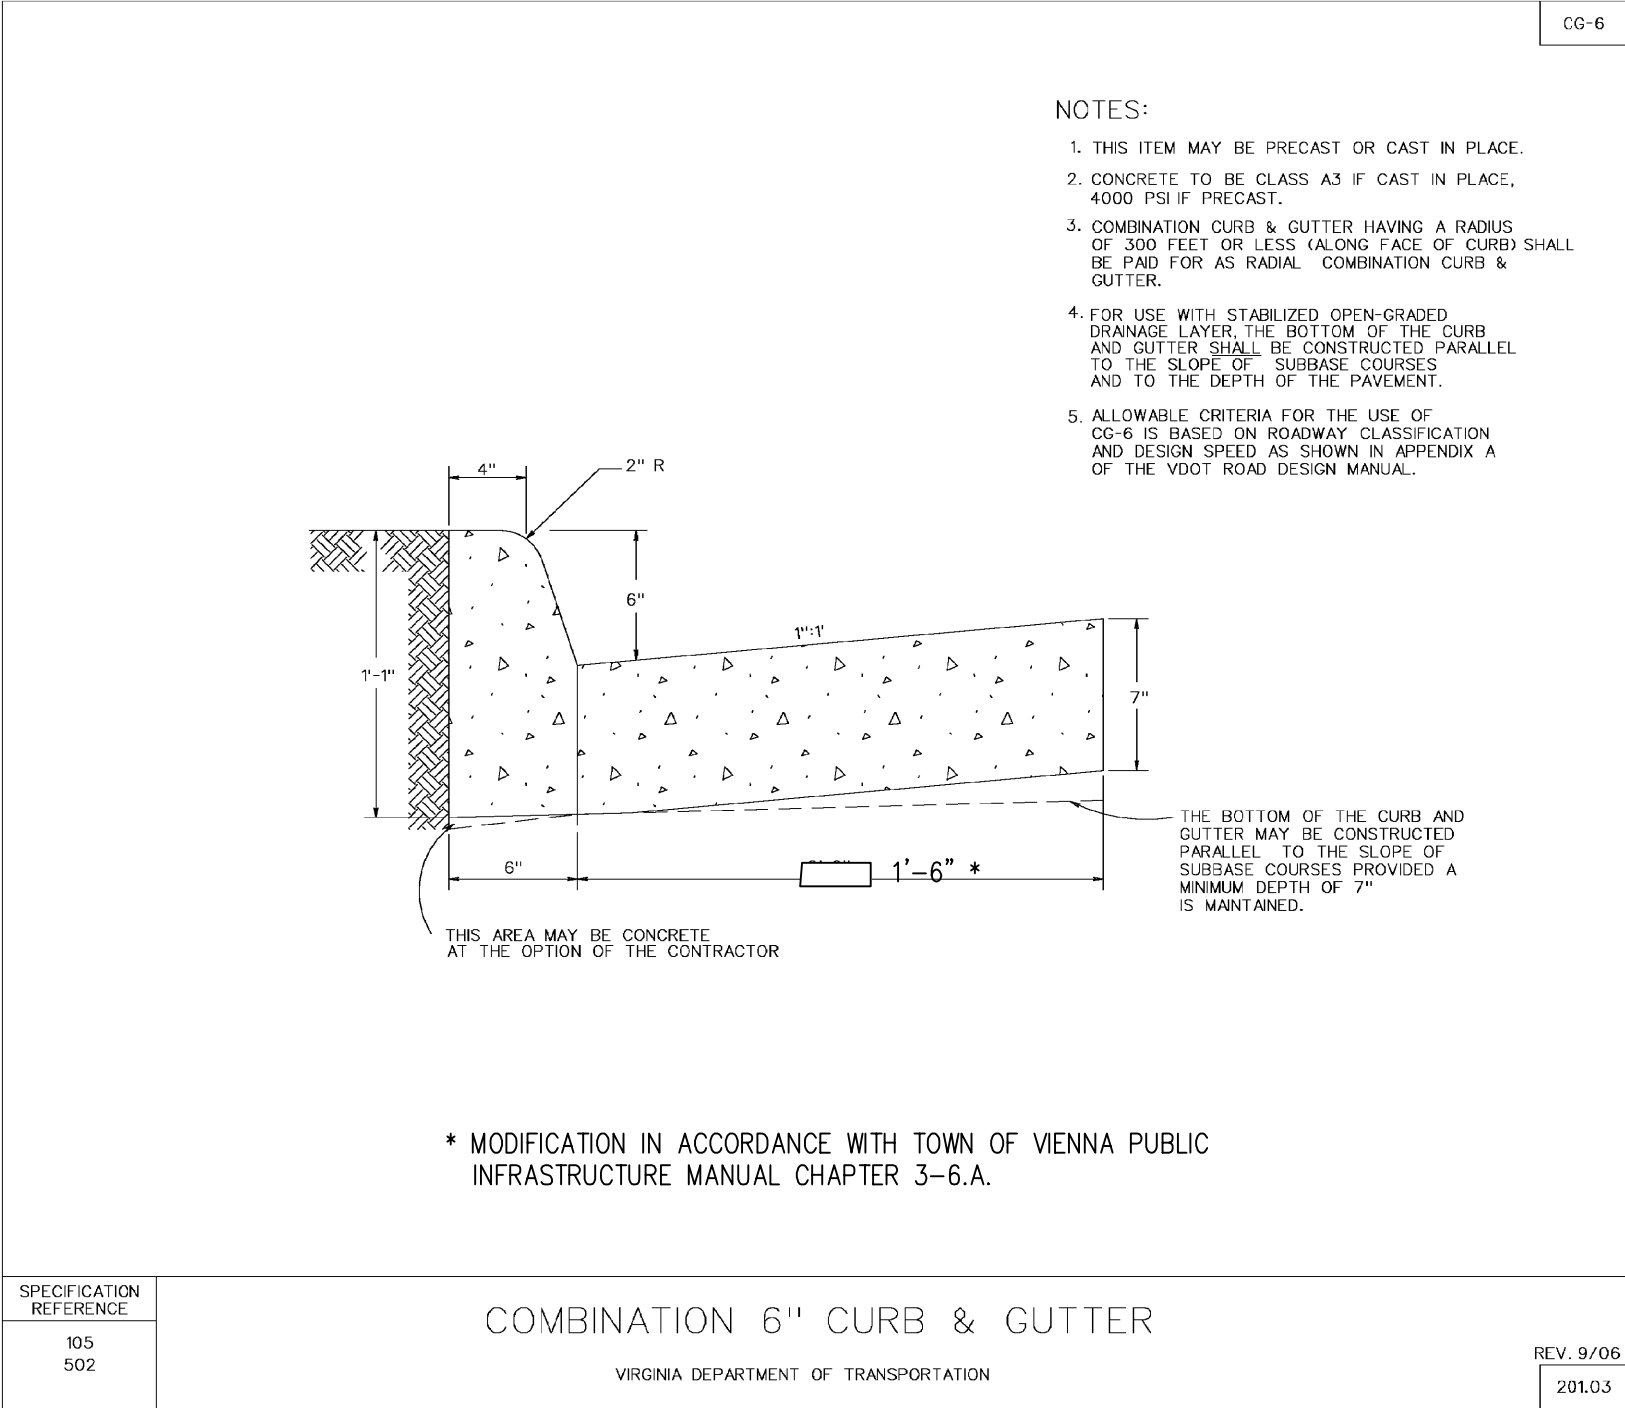 CG-6
NOTES:
1. THIS ITEM MAY BE PRECAST OR CAST IN PLACE.
2. CONCRETE TO BE CLASS A3 IF CAST IN PLACE,
4000 PSI IF PRECAST.
3. COMBINATION CURB & GUTTER HAVING A RADIUS
OF 300 FEET OR LESS (ALONG FACE OF CURB) SHALL
BE PAID FOR AS RADIAL COMBINATION CURB &
GUTTER.
4. FOR USE WITH STABILIZED OPEN-GRADED
DRAINAGE LAYER, THE BOTTOM OF THE CURB
AND GUTTER SHALL BE CONSTRUCTED PARALLEL
TO THE SLOPE OF SUBBASE COURSES
AND TO THE DEPTH OF THE PAVEMENT.
5. ALLOWABLE CRITERIA FOR THE USE OF
CG-6 IS BASED ON ROADWAY CLASSIFICATION
AND DESIGN SPEED AS SHOWN IN APPENDIX A
OF THE VDOT ROAD DESIGN MANUAL.
4"
2" R
6"
1":1'
1'-1"
7"
THE BOTTOM OF THE CURB AND
GUTTER MAY BE CONSTRUCTED
PARALLEL TO THE SLOPE OF
SUBBASE COURSES PROVIDED A
MINIMUM DEPTH OF 7"
IS MAINTAINED.
6"
1'-6" *
THIS AREA MAY BE CONCRETE
AT THE OPTION OF THE CONTRACTOR
* MODIFICATION IN ACCORDANCE WITH TOWN OF VIENNA PUBLIC
INFRASTRUCTURE MANUAL CHAPTER 3-6.A.
SPECIFICATION
REFERENCE
105
502
COMBINATION 6" CURB & GUTTER
VIRGINIA DEPARTMENT OF TRANSPORTATION
REV. 9/06
201.03